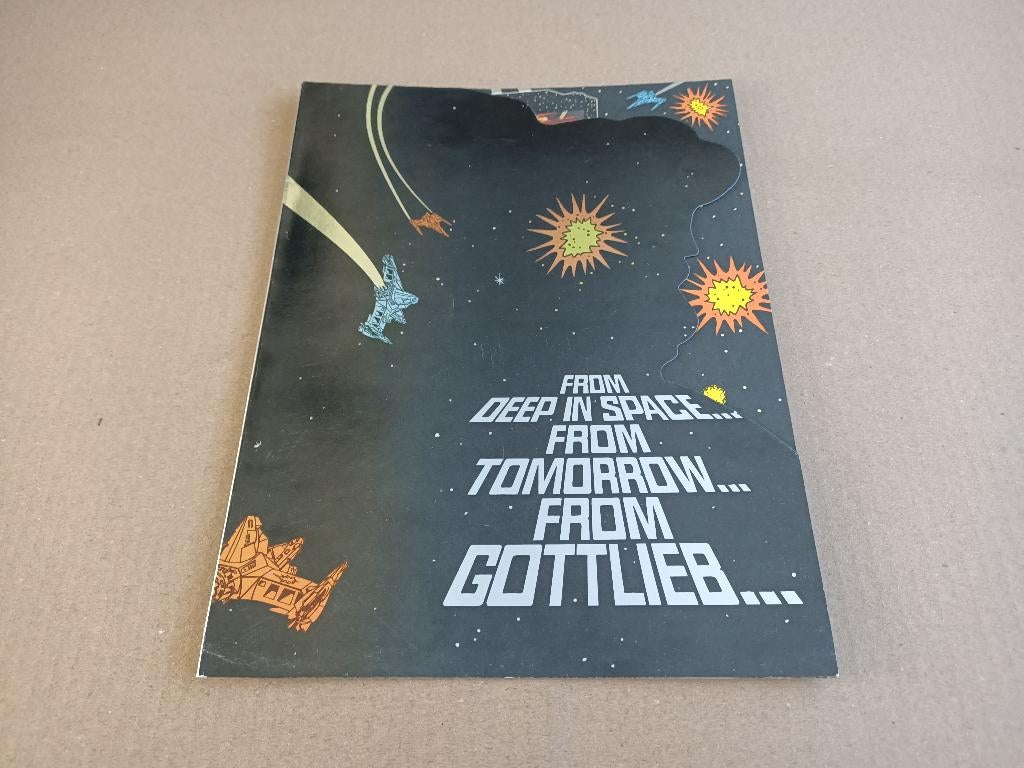 FROM
DEEP IN SPACE...
FROM
TOMORROW...
FROM
GOTTLIEB...